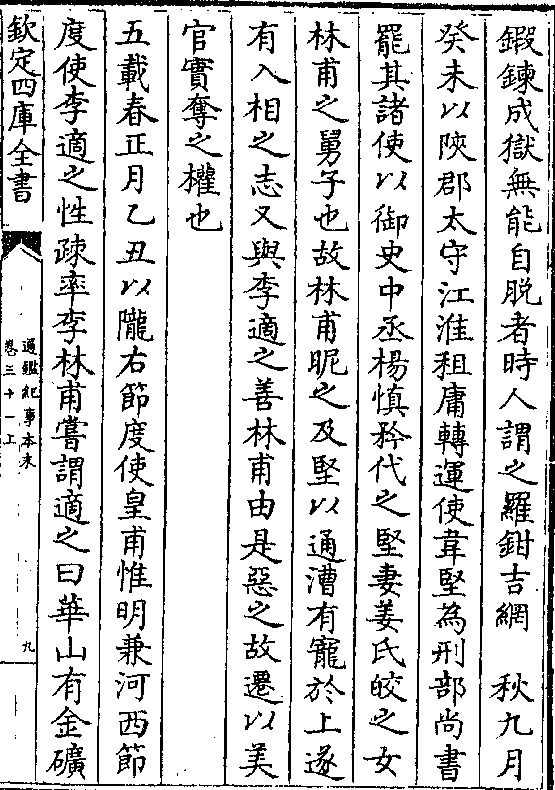 鍜鍊成獄無能自脱者時人謂之羅鉗吉網　秋九月
癸未以陜郡太守江淮租庸轉運使韋堅為刑部尚書
罷其諸使以御史中丞楊慎矜代之堅妻姜氏皎之女
林甫之舅子也故林甫昵之及堅以通漕有寵於上遂
有入相之志又與李適之善林甫由是惡之故遷以美
官實奪之權也
五載春正月乙丑以隴右節度使皇甫惟明兼河西節
度使李適之性疎率李林甫嘗謂適之曰華山有金礦
欽定四庫全書
通鑑紀事本末
卷三十一上
九